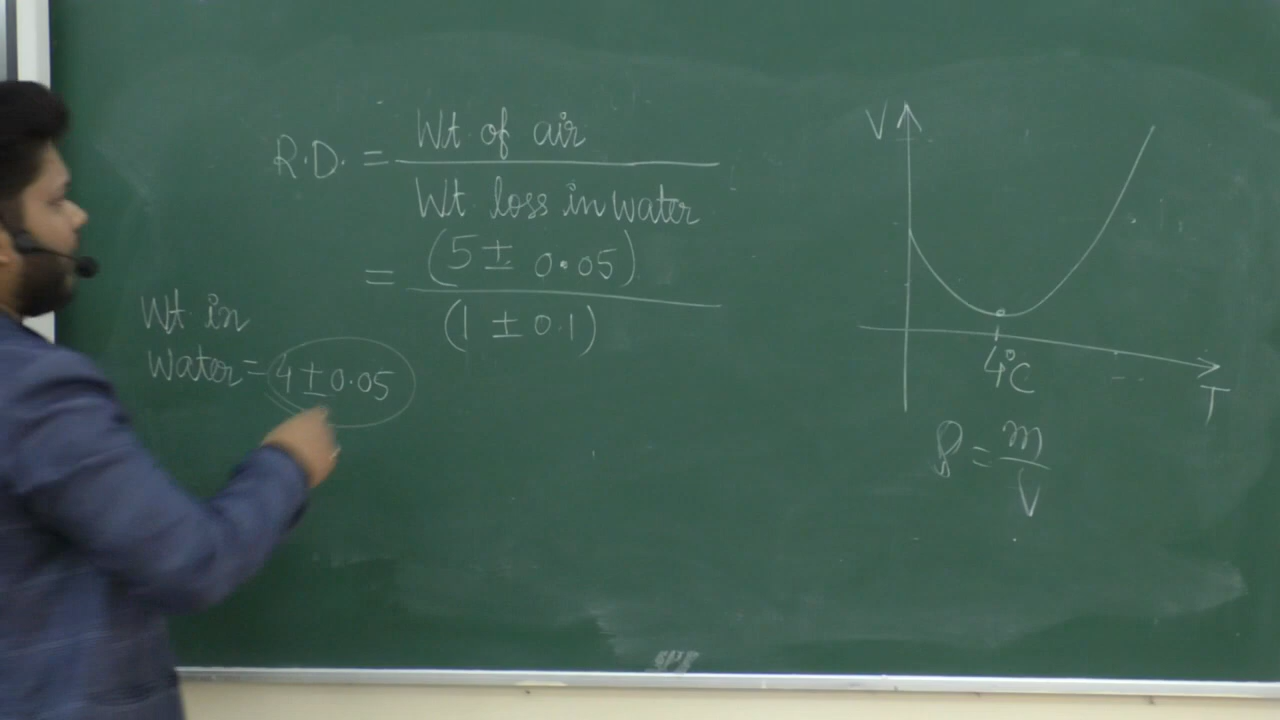 R.D. = Wt. of air
Wt. loss in water
= (5 ± 0.05)
(1 ± 0.1)
Wt. in
Water = 4 ± 0.05
V
4°C
T
ρ = m
V